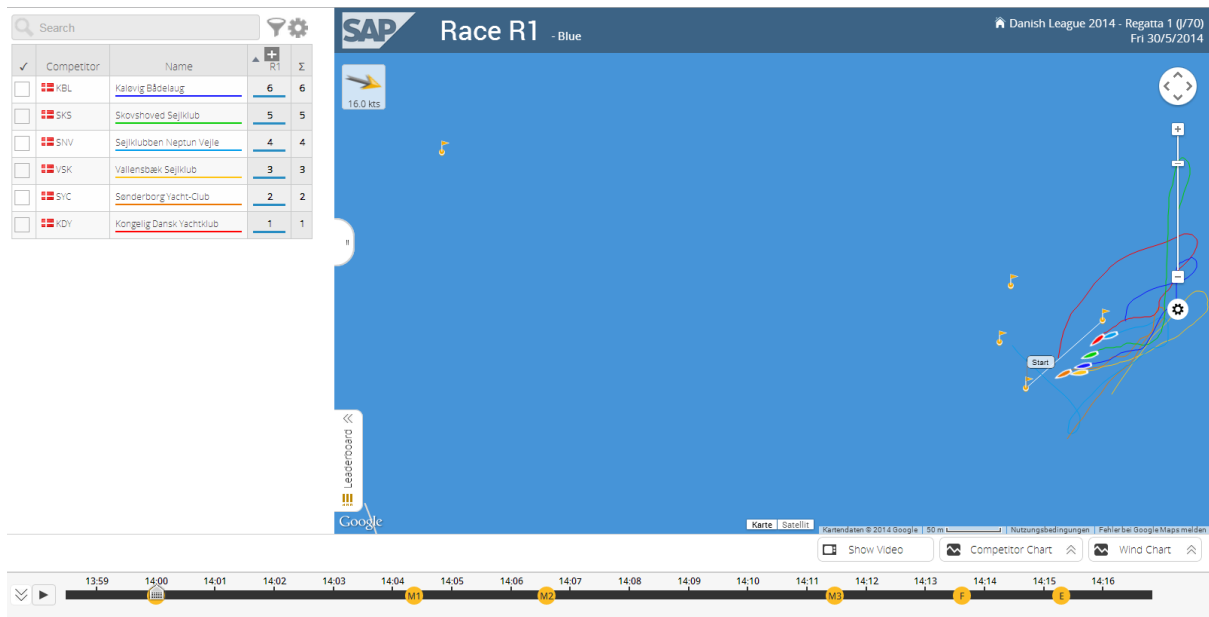 Search
SAP
Race R1 - Blue
Danish League 2014 - Regatta 1 (J/70)
Fri 30/5/2014
✓ Competitor Name R1 Σ
KBL Kaløvig Bådelaug 6 6
SKS Skovshoved Sejlklub 5 5
SNV Sejlklubben Neptun Vejle 4 4
VSK Vallensbæk Sejlklub 3 3
SYC Sønderborg Yacht-Club 2 2
KDY Kongelig Dansk Yachtklub 1 1
16.0 kts
Start
Leaderboard
Google
Karte Satellit
Kartendaten © 2014 Google 50 m Nutzungsbedingungen Fehler bei Google Maps melden
Show Video Competitor Chart Wind Chart
13:59 14:00 14:01 14:02 14:03 14:04 14:05 14:06 14:07 14:08 14:09 14:10 14:11 14:12 14:13 14:14 14:15 14:16
M1 M2 M3 F E